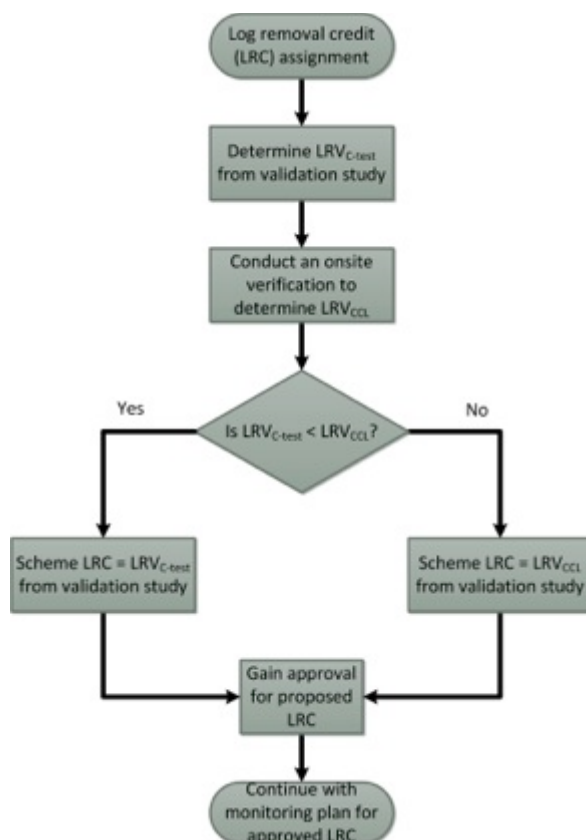 Log removal credit
(LRC) assignment
Determine LRVC-test
from validation study
Conduct an onsite
verification to
determine LRVCCL
Is LRVC-test < LRVCCL?
Yes
No
Scheme LRC = LRVC-test
from validation study
Scheme LRC = LRVCCL
from validation study
Gain approval
for proposed
LRC
Continue with
monitoring plan for
approved LRC